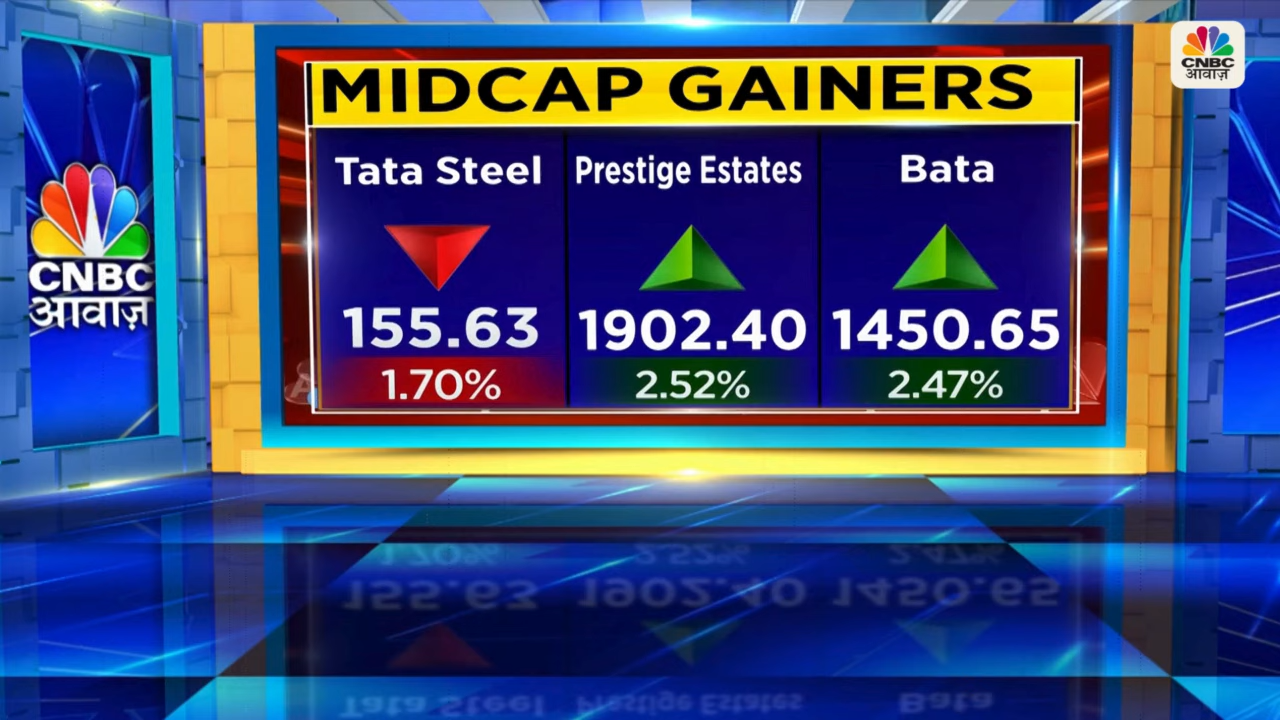 MIDCAP GAINERS
Tata Steel
155.63
1.70%
Prestige Estates
1902.40
2.52%
Bata
1450.65
2.47%
CNBC
आवाज़
CNBC
आवाज़